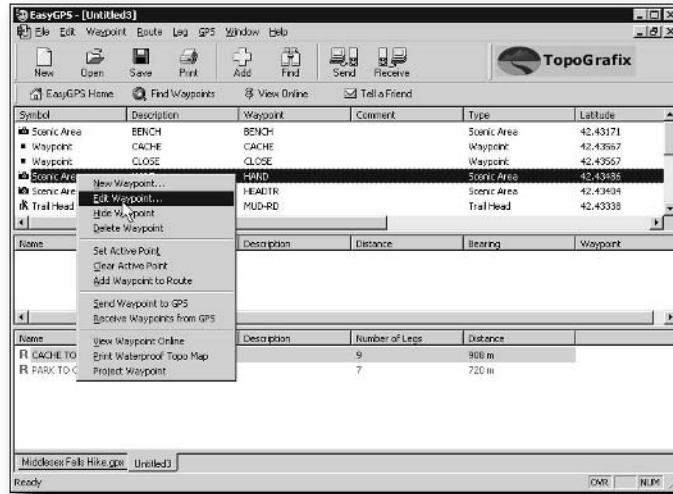 EasyGPS - [Untitled3]
File Edit Waypoint Route Leg GPS Window Help
New Open Save Print Add Find Send Receive
TopoGrafix
EasyGPS Home Find Waypoints View Online Tell a Friend
Symbol Description Waypoint Comment Type Latitude
Scenic Area BENCH BENCH Scenic Area 42.43171
Waypoint CACHE CACHE Waypoint 42.43567
Waypoint CLOSE CLOSE Waypoint 42.43567
Scenic Area HAND Scenic Area 42.43486
Scenic Are HEADTR Scenic Area 42.43404
Trail Head MUD-RD Trail Head 42.43338
New Waypoint...
Edit Waypoint...
Hide Waypoint
Delete Waypoint
Set Active Point
Clear Active Point
Add Waypoint to Route
Send Waypoint to GPS
Receive Waypoints from GPS
View Waypoint Online
Print Waterproof Topo Map
Project Waypoint
Name Description Distance Bearing Waypoint
Name Description Number of Legs Distance
R CACHE TO 9 908 m
R PARK TO C 7 720 m
Middlesex Fells Hike.gpx Untitled3
Ready OVR NUM